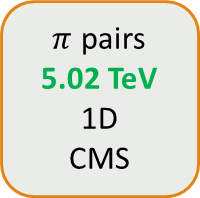 π pairs
5.02 TeV
1D
CMS